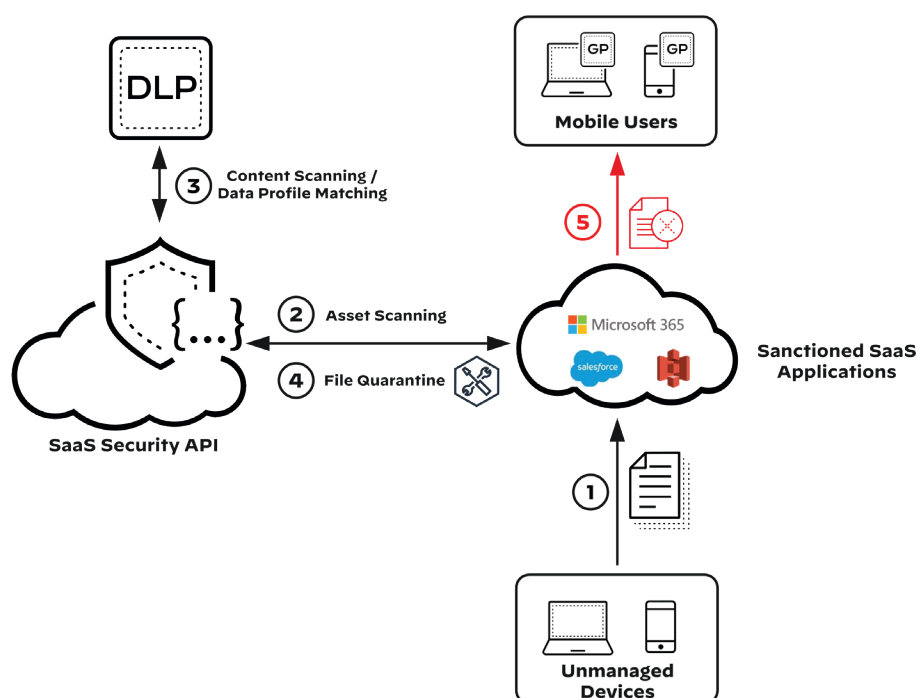 DLP
GP
GP
Mobile Users
3
Content Scanning /
Data Profile Matching
5
{...}
2
Asset Scanning
Microsoft 365
salesforce
4
File Quarantine
Sanctioned SaaS
Applications
SaaS Security API
1
Unmanaged
Devices